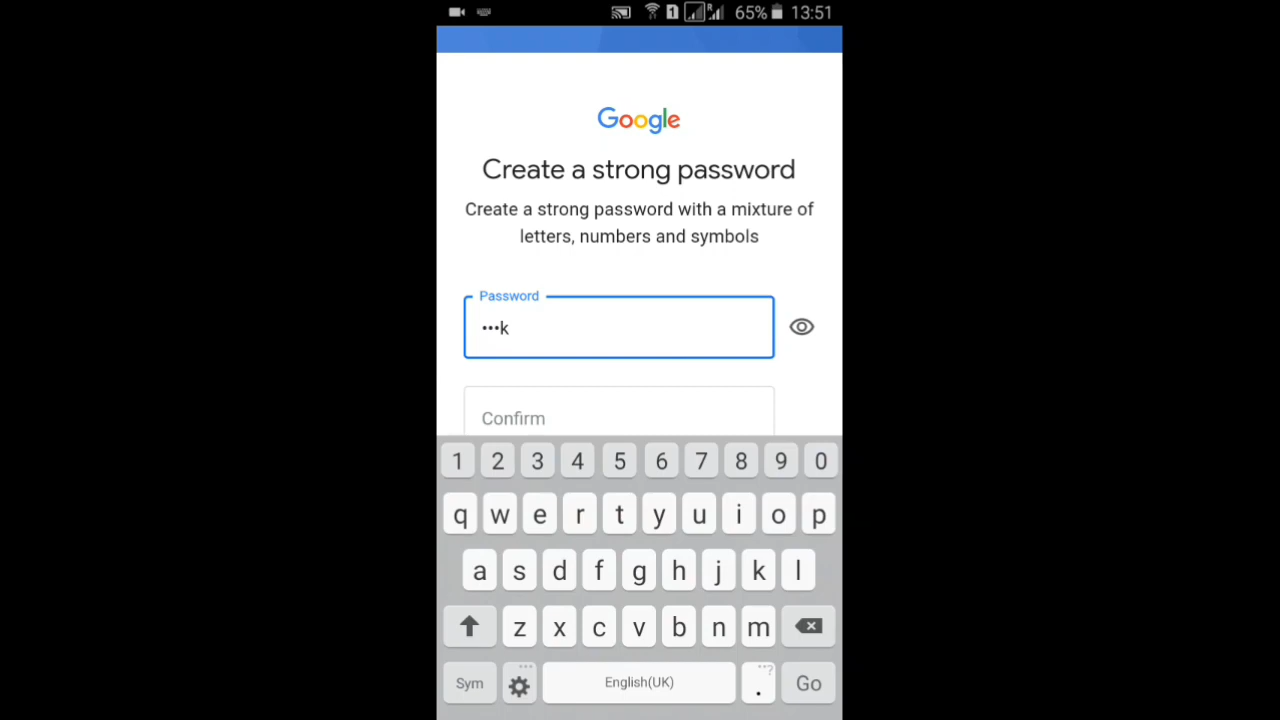 1 R 65% 13:51
Google
Create a strong password
Create a strong password with a mixture of
letters, numbers and symbols
Password
•••k
Confirm
1 2 3 4 5 6 7 8 9 0
q w e r t y u i o p
a s d f g h j k l
z x c v b n m
Sym English(UK) . Go